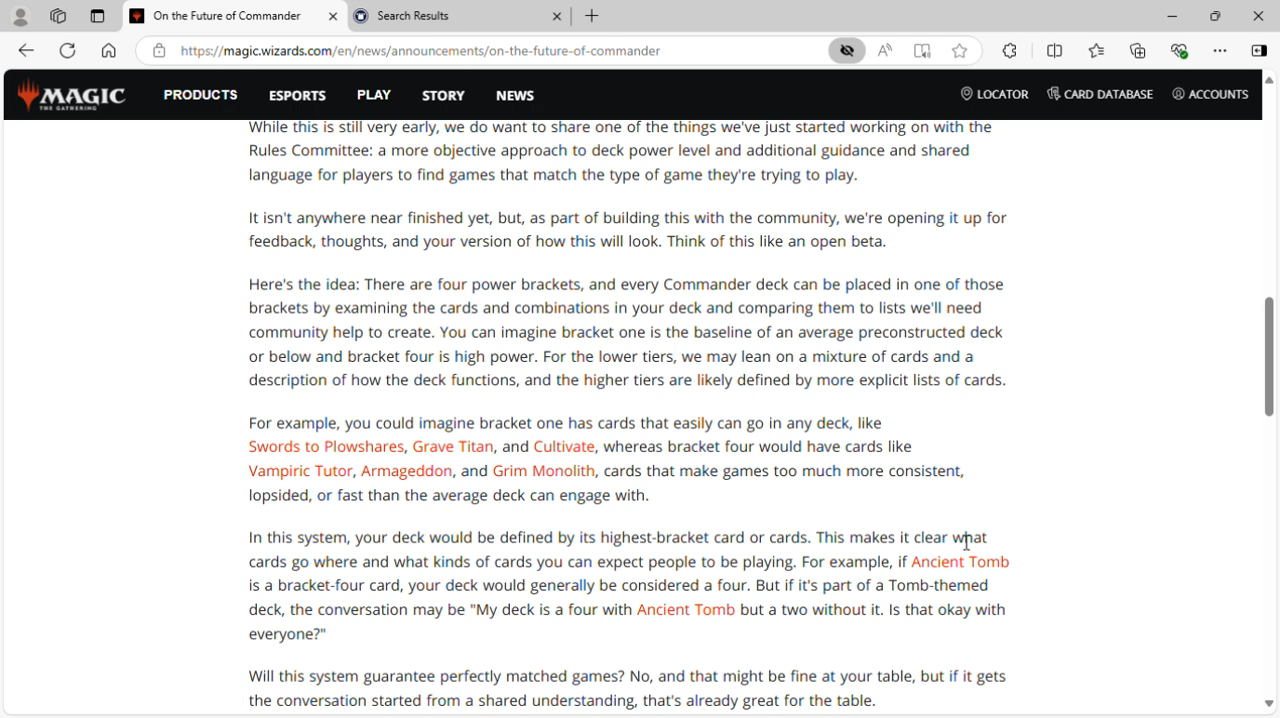 On the Future of Commander
Search Results
https://magic.wizards.com/en/news/announcements/on-the-future-of-commander
MAGIC
THE GATHERING
PRODUCTS
ESPORTS
PLAY
STORY
NEWS
LOCATOR
CARD DATABASE
ACCOUNTS
While this is still very early, we do want to share one of the things we've just started working on with the
Rules Committee: a more objective approach to deck power level and additional guidance and shared
language for players to find games that match the type of game they're trying to play.
It isn't anywhere near finished yet, but, as part of building this with the community, we're opening it up for
feedback, thoughts, and your version of how this will look. Think of this like an open beta.
Here's the idea: There are four power brackets, and every Commander deck can be placed in one of those
brackets by examining the cards and combinations in your deck and comparing them to lists we'll need
community help to create. You can imagine bracket one is the baseline of an average preconstructed deck
or below and bracket four is high power. For the lower tiers, we may lean on a mixture of cards and a
description of how the deck functions, and the higher tiers are likely defined by more explicit lists of cards.
For example, you could imagine bracket one has cards that easily can go in any deck, like
Swords to Plowshares, Grave Titan, and Cultivate, whereas bracket four would have cards like
Vampiric Tutor, Armageddon, and Grim Monolith, cards that make games too much more consistent,
lopsided, or fast than the average deck can engage with.
In this system, your deck would be defined by its highest-bracket card or cards. This makes it clear what
cards go where and what kinds of cards you can expect people to be playing. For example, if Ancient Tomb
is a bracket-four card, your deck would generally be considered a four. But if it's part of a Tomb-themed
deck, the conversation may be "My deck is a four with Ancient Tomb but a two without it. Is that okay with
everyone?"
Will this system guarantee perfectly matched games? No, and that might be fine at your table, but if it gets
the conversation started from a shared understanding, that's already great for the table.